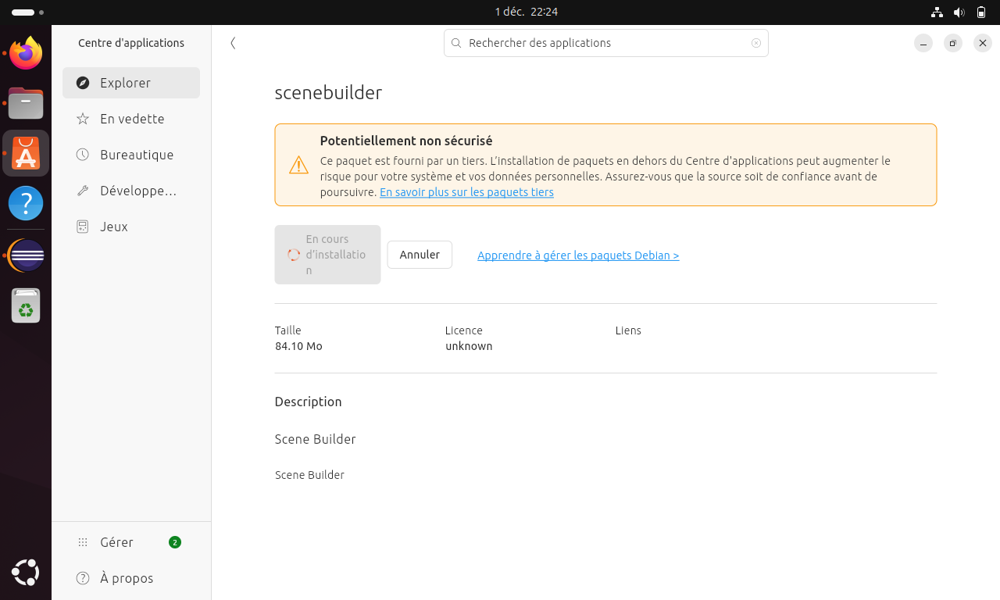 1 déc. 22:24
Centre d'applications
Rechercher des applications
Explorer
En vedette
Bureautique
Développe…
Jeux
Gérer
2
À propos
scenebuilder
Potentiellement non sécurisé
Ce paquet est fourni par un tiers. L’installation de paquets en dehors du Centre d'applications peut augmenter le
risque pour votre système et vos données personnelles. Assurez-vous que la source soit de confiance avant de
poursuivre. En savoir plus sur les paquets tiers
En cours
d’installatio
n
Annuler
Apprendre à gérer les paquets Debian >
Taille
84.10 Mo
Licence
unknown
Liens
Description
Scene Builder
Scene Builder